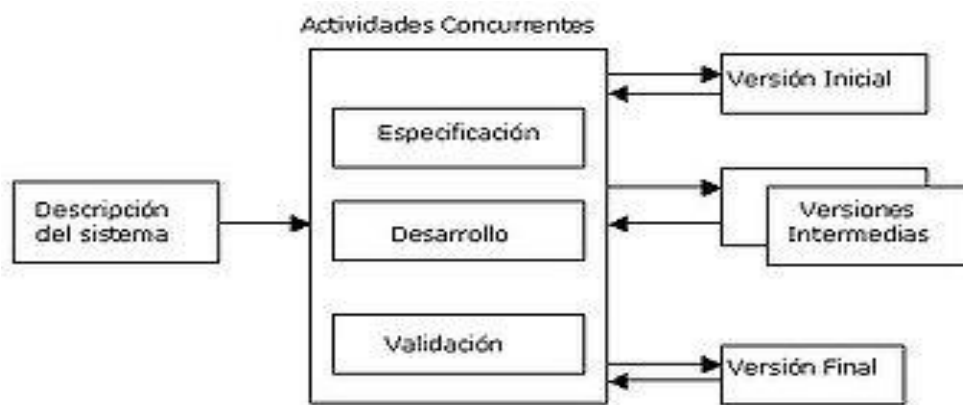 Actividades Concurrentes
Versión Inicial
Especificación
Descripción
del sistema
Desarrollo
Versiones
Intermedias
Validación
Versión Final